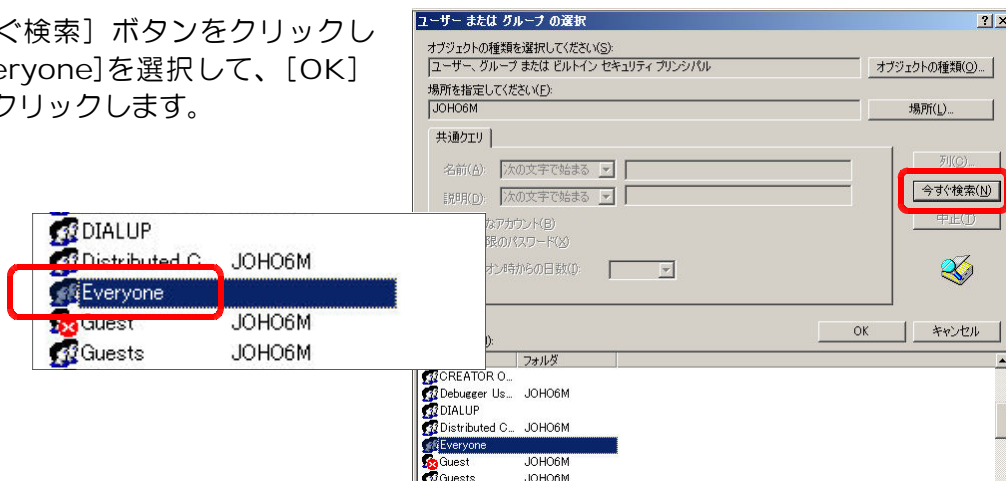 ぐ検索］ボタンをクリックし
eryone]を選択して、[OK]
クリックします。
ユーザー または グループ の選択
オブジェクトの種類を選択してください(S):
ユーザー、グループ または ビルトイン セキュリティ プリンシパル
オブジェクトの種類(O)...
場所を指定してください(F):
JOHO6M
場所(L)...
共通クエリ
名前(A): 次の文字で始まる
列(C)...
説明(D): 次の文字で始まる
今すぐ検索(N)
なアカウント(B)
中止(T)
限のパスワード(X)
オン時からの日数(I):
OK
キャンセル
フォルダ
CREATOR O...
Debugger Us... JOHO6M
DIALUP
Distributed C... JOHO6M
Everyone
Guest JOHO6M
Guests JOHO6M
DIALUP
Distributed C... JOHO6M
Everyone
Guest JOHO6M
Guests JOHO6M